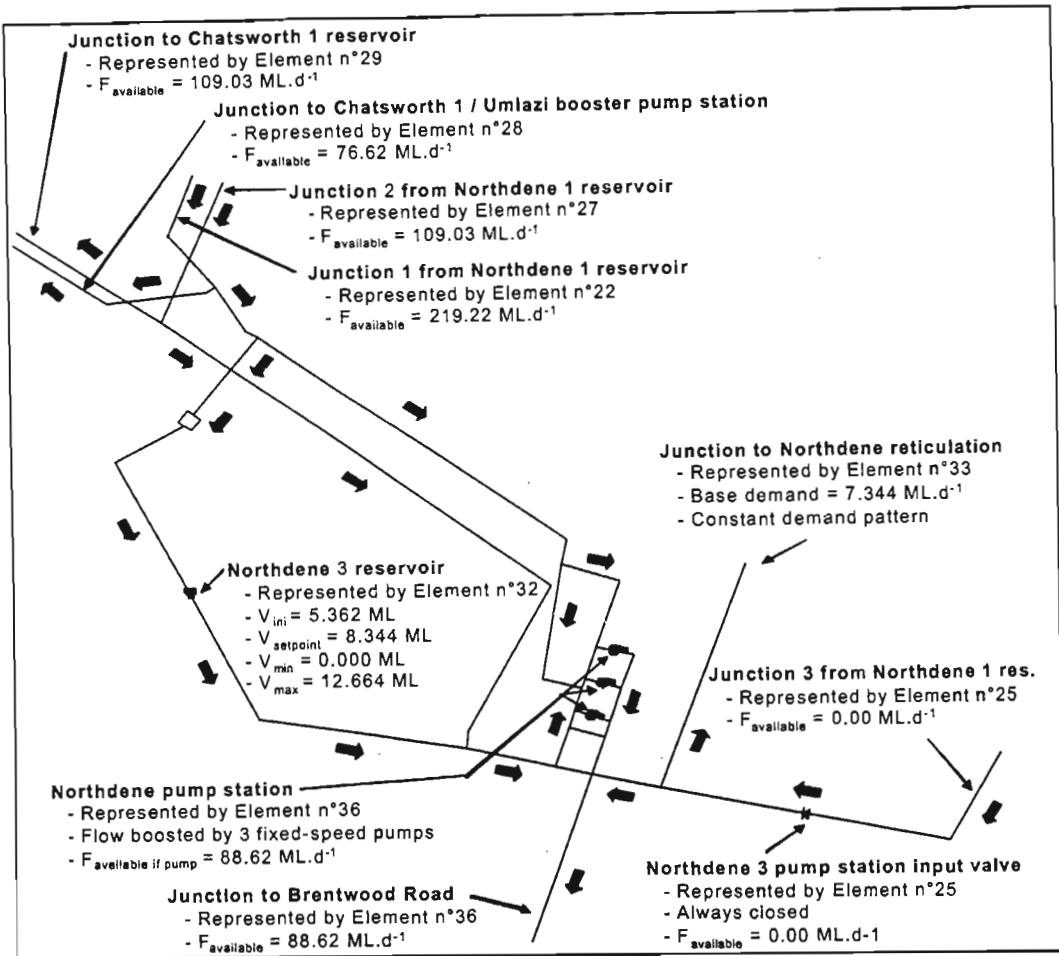 Junction to Chatsworth 1 reservoir
- Represented by Element n°29
- F_available = 109.03 ML.d⁻¹
Junction to Chatsworth 1 / Umlazi booster pump station
- Represented by Element n°28
- F_available = 76.62 ML.d⁻¹
Junction 2 from Northdene 1 reservoir
- Represented by Element n°27
- F_available = 109.03 ML.d⁻¹
Junction 1 from Northdene 1 reservoir
- Represented by Element n°22
- F_available = 219.22 ML.d⁻¹
Junction to Northdene reticulation
- Represented by Element n°33
- Base demand = 7.344 ML.d⁻¹
- Constant demand pattern
Northdene 3 reservoir
- Represented by Element n°32
- V_ini = 5.362 ML
- V_setpoint = 8.344 ML
- V_min = 0.000 ML
- V_max = 12.664 ML
Junction 3 from Northdene 1 res.
- Represented by Element n°25
- F_available = 0.00 ML.d⁻¹
Northdene pump station
- Represented by Element n°36
- Flow boosted by 3 fixed-speed pumps
- F_available if pump = 88.62 ML.d⁻¹
Northdene 3 pump station input valve
- Represented by Element n°25
- Always closed
- F_available = 0.00 ML.d-1
Junction to Brentwood Road
- Represented by Element n°36
- F_available = 88.62 ML.d⁻¹